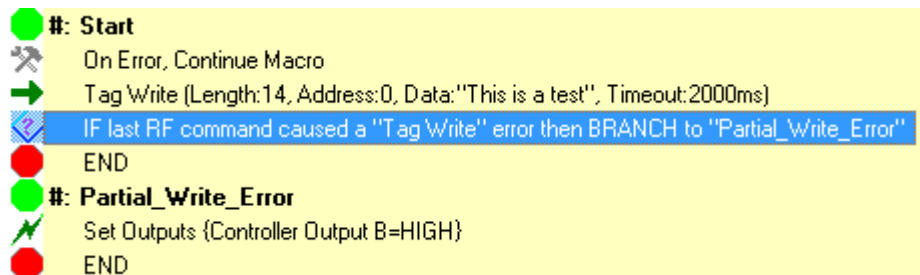 #: Start
On Error, Continue Macro
Tag Write (Length:14, Address:0, Data:"This is a test", Timeout:2000ms)
IF last RF command caused a "Tag Write" error then BRANCH to "Partial_Write_Error"
END
#: Partial_Write_Error
Set Outputs {Controller Output B=HIGH}
END